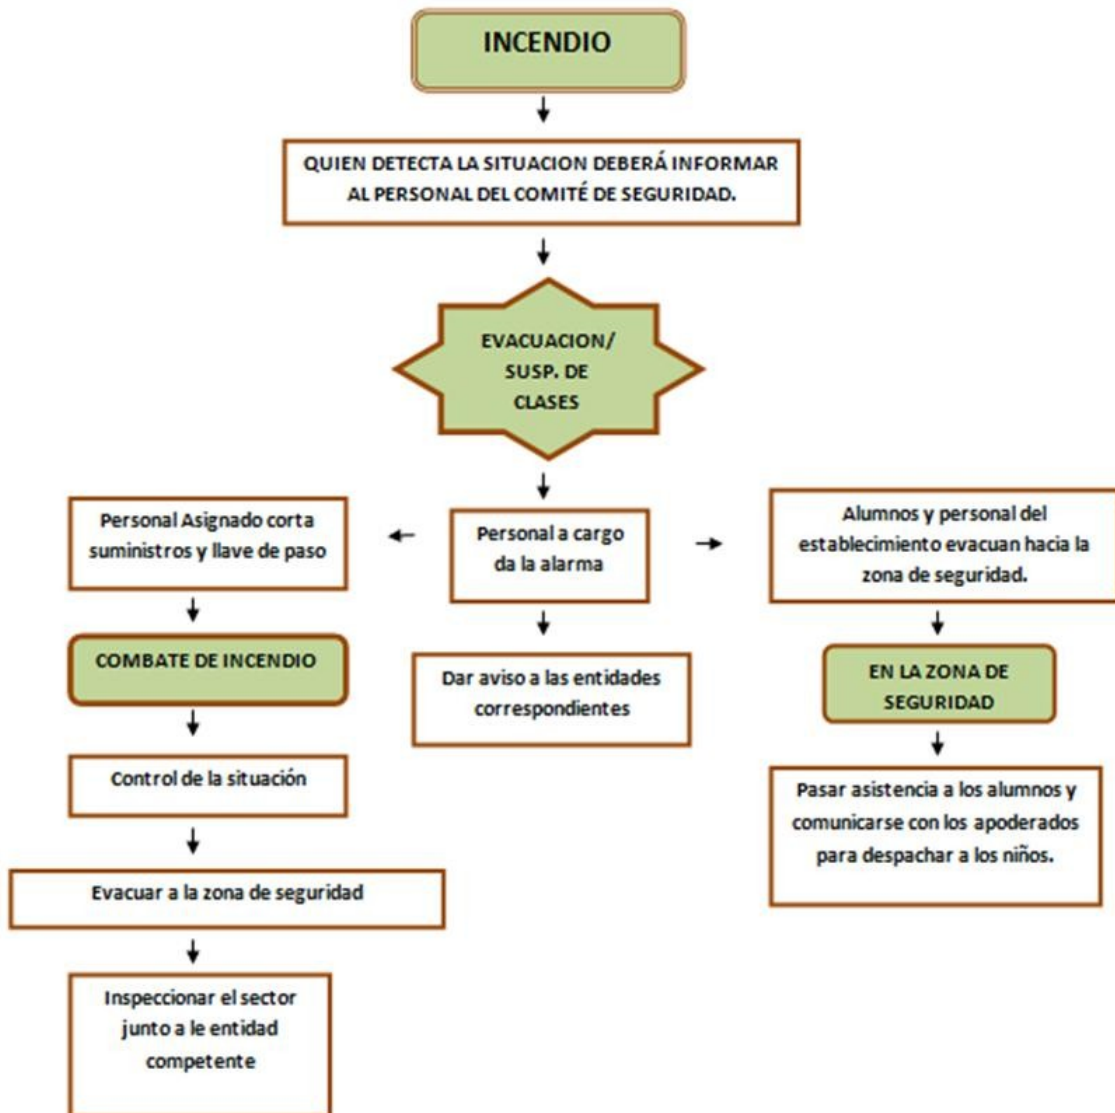 INCENDIO
QUIEN DETECTA LA SITUACION DEBERÁ INFORMAR
AL PERSONAL DEL COMITÉ DE SEGURIDAD.
EVACUACION/
SUSP. DE
CLASES
Personal Asignado corta
suministros y llave de paso
Personal a cargo
da la alarma
Alumnos y personal del
establecimiento evacuan hacia la
zona de seguridad.
COMBATE DE INCENDIO
Dar aviso a las entidades
correspondientes
EN LA ZONA DE
SEGURIDAD
Control de la situación
Pasar asistencia a los alumnos y
comunicarse con los apoderados
para despachar a los niños.
Evacuar a la zona de seguridad
Inspeccionar el sector
junto a le entidad
competente